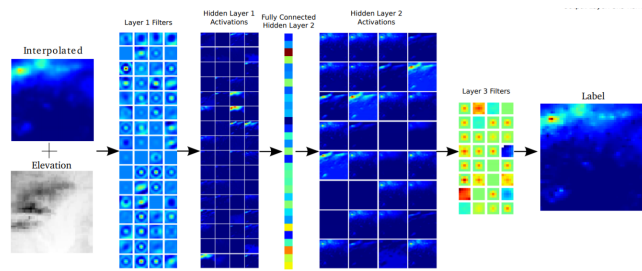 Interpolated
Elevation
Layer 1 Filters
Hidden Layer 1
Activations
Fully Connected
Hidden Layer 2
Hidden Layer 2
Activations
Layer 3 Filters
Label